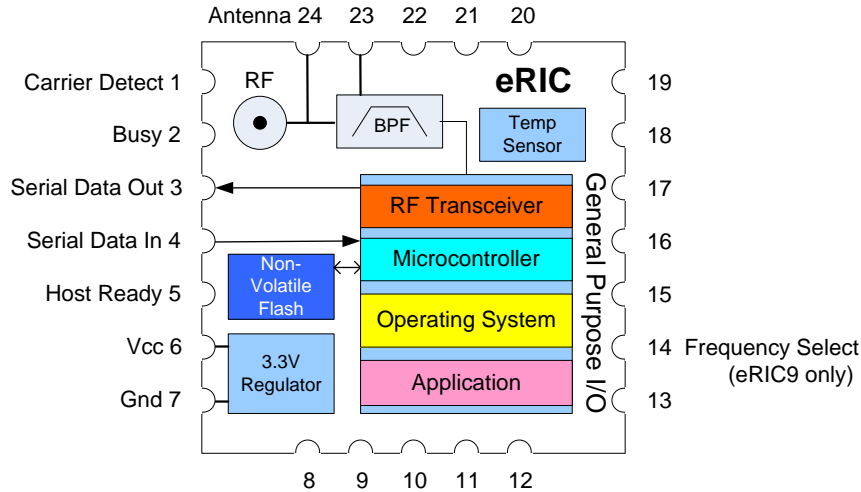 Antenna 24 23 22 21 20
Carrier Detect 1
Busy 2
Serial Data Out 3
Serial Data In 4
Host Ready 5
Vcc 6
Gnd 7
RF
BPF
eRIC
Temp
Sensor
RF Transceiver
Microcontroller
Operating System
Application
Non-
Volatile
Flash
3.3V
Regulator
General Purpose I/O
19
18
17
16
15
14 Frequency Select
(eRIC9 only)
13
8 9 10 11 12